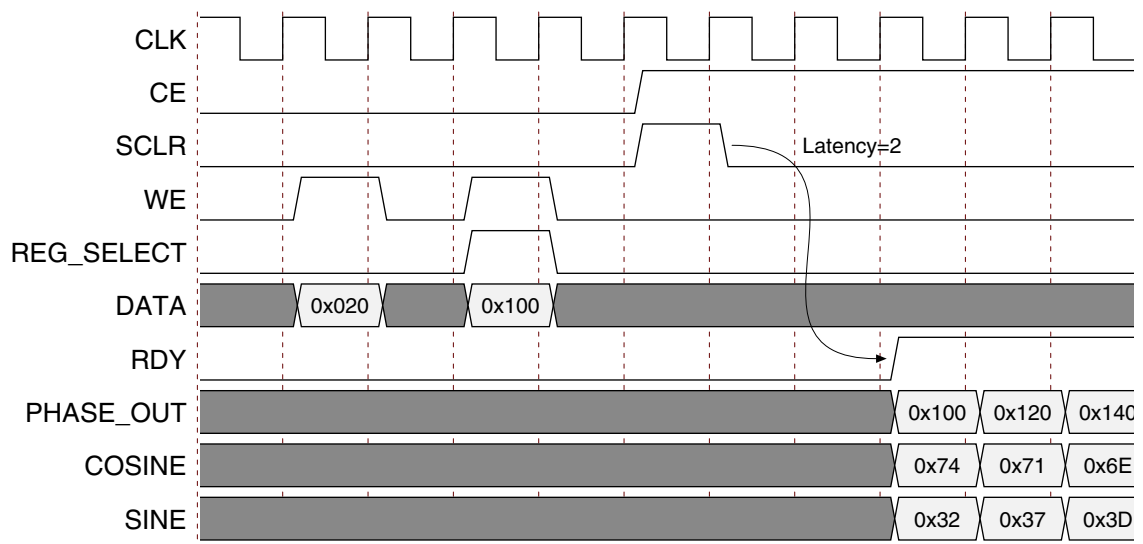 CLK
CE
SCLR
Latency=2
WE
REG_SELECT
DATA 0x020 0x100
RDY
PHASE_OUT 0x100 0x120 0x140
COSINE 0x74 0x71 0x6E
SINE 0x32 0x37 0x3D